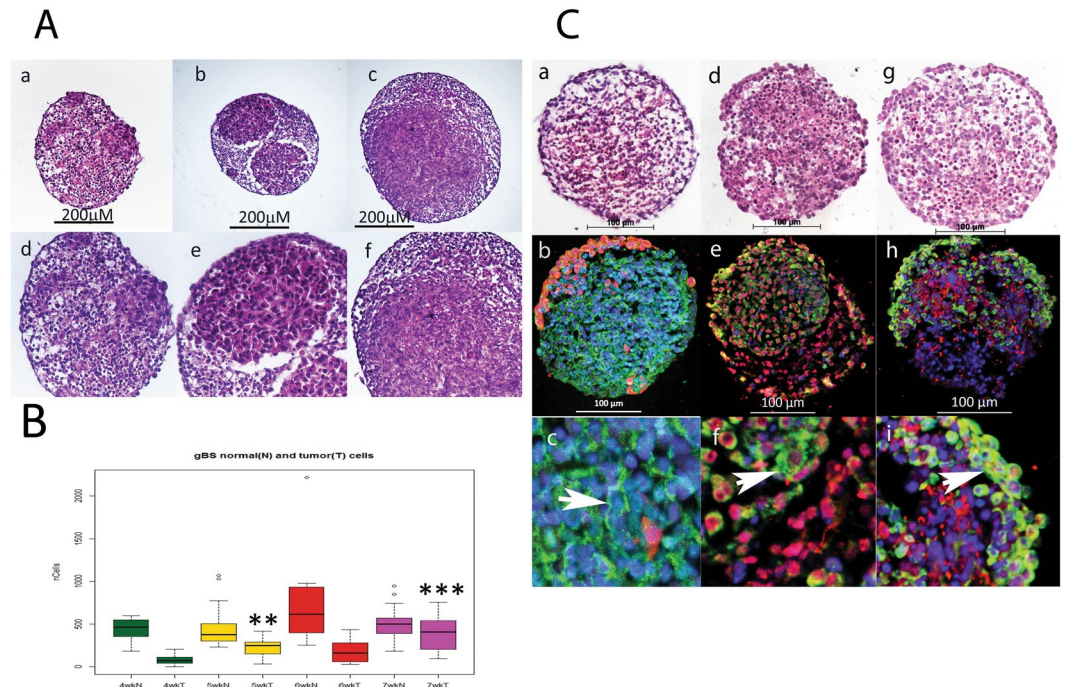 A
a
b
c
200µM
200µM
200µM
d
e
f
B
gBS normal(N) and tumor(T) cells
nCells
2000
1500
1000
500
0
**
***
4wkN
4wkT
5wkN
5wkT
6wkN
6wkT
7wkN
7wkT
C
a
d
g
100 µm
100 µm
100 µm
b
e
h
100 µm
100 µm
100 µm
c
f
i